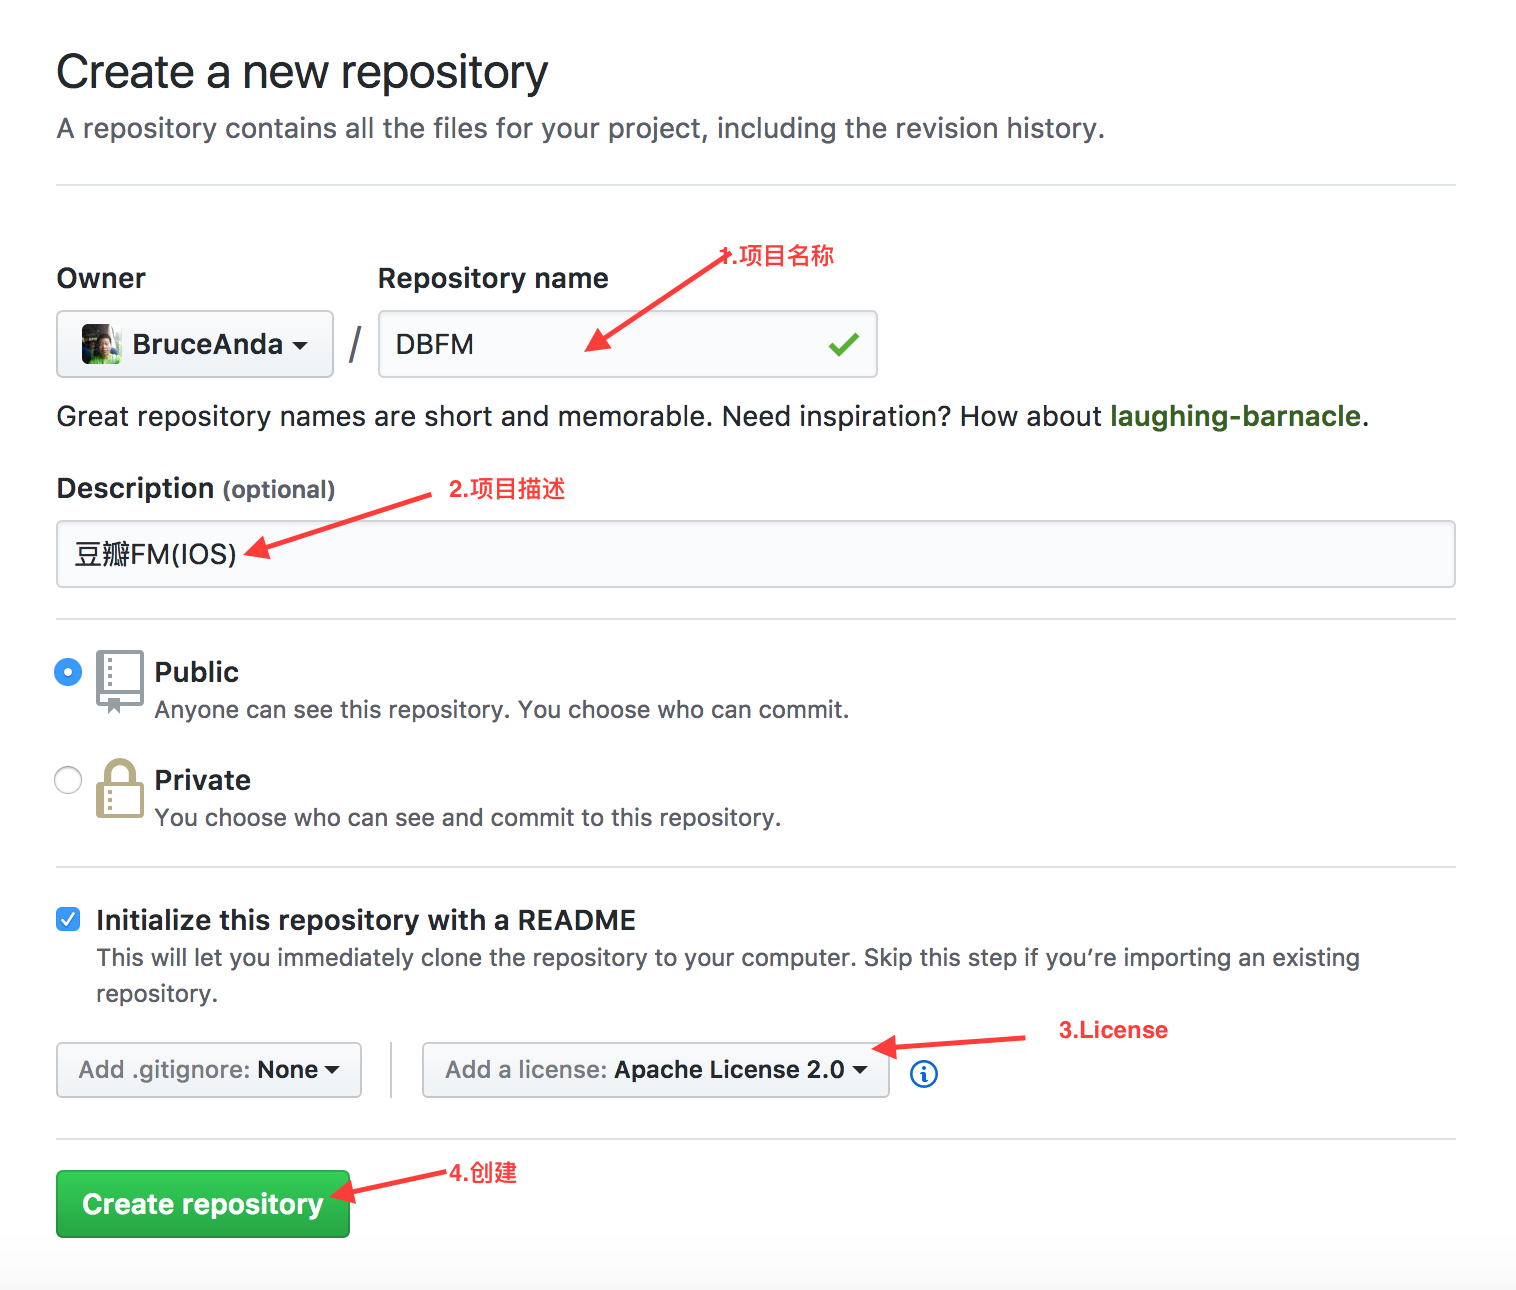 Create a new repository
A repository contains all the files for your project, including the revision history.
1.项目名称
Owner
Repository name
BruceAnda
/
DBFM
Great repository names are short and memorable. Need inspiration? How about laughing-barnacle.
Description (optional)
2.项目描述
豆瓣FM(IOS)
Public
Anyone can see this repository. You choose who can commit.
Private
You choose who can see and commit to this repository.
Initialize this repository with a README
This will let you immediately clone the repository to your computer. Skip this step if you’re importing an existing
repository.
3.License
Add .gitignore: None
Add a license: Apache License 2.0
4.创建
Create repository